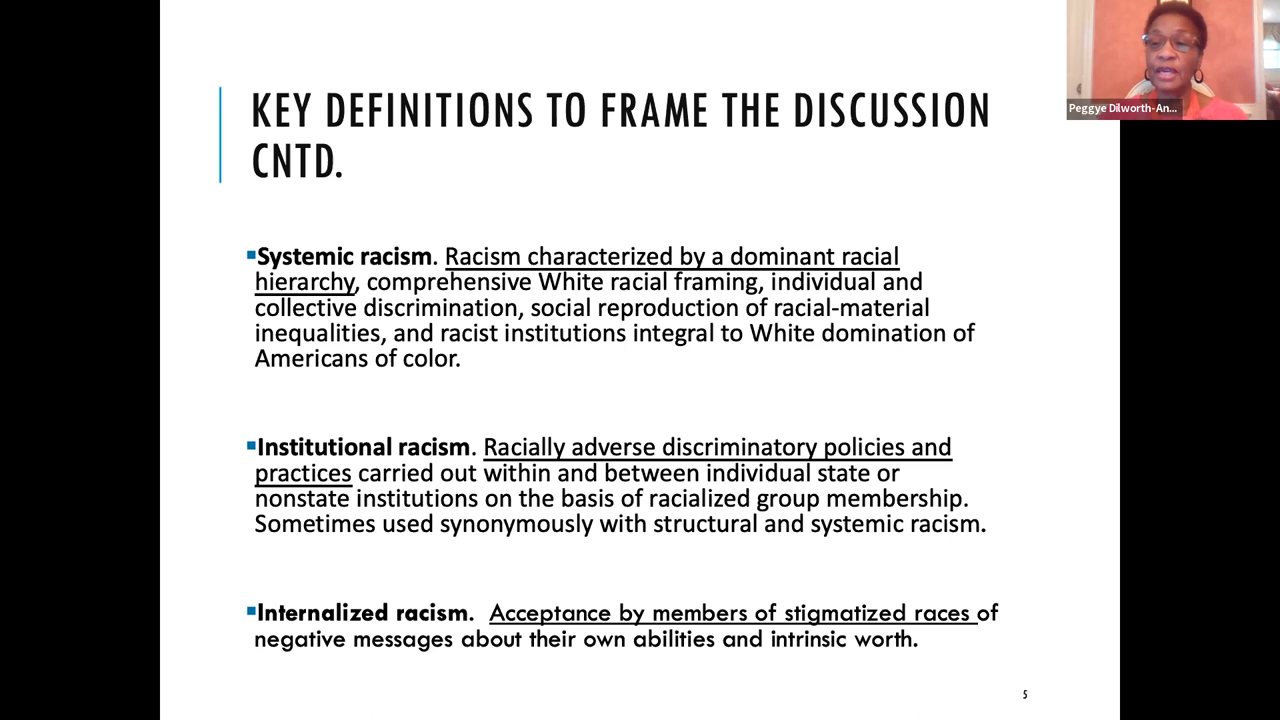 KEY DEFINITIONS TO FRAME THE DISCUSSION
CNTD.
Peggye Dilworth-An...
▪Systemic racism. Racism characterized by a dominant racial
hierarchy, comprehensive White racial framing, individual and
collective discrimination, social reproduction of racial-material
inequalities, and racist institutions integral to White domination of
Americans of color.
▪Institutional racism. Racially adverse discriminatory policies and
practices carried out within and between individual state or
nonstate institutions on the basis of racialized group membership.
Sometimes used synonymously with structural and systemic racism.
▪Internalized racism. Acceptance by members of stigmatized races of
negative messages about their own abilities and intrinsic worth.
5